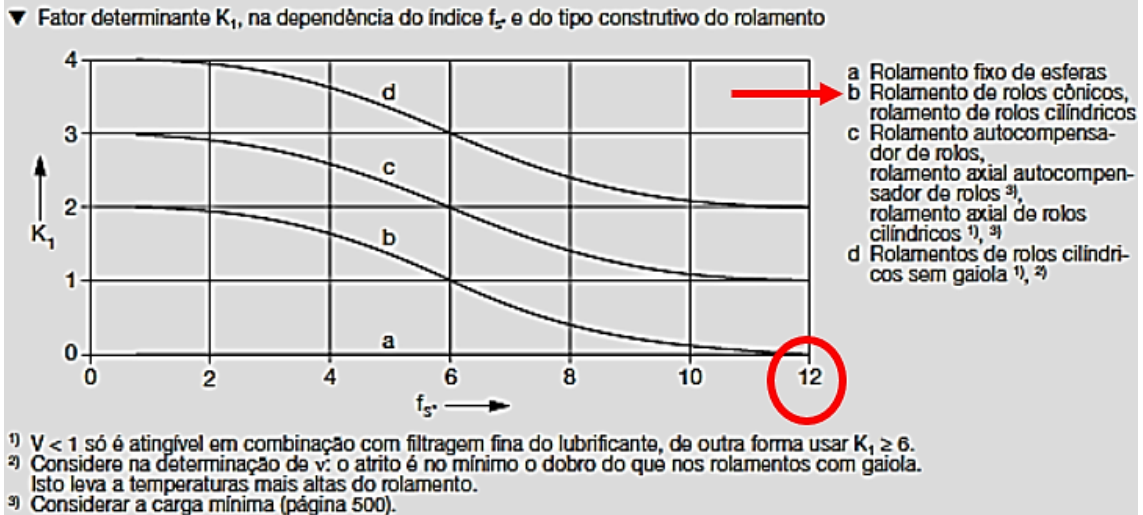 ▼ Fator determinante K₁, na dependência do índice fₛ* e do tipo construtivo do rolamento
4
3
2
1
0
K₁
d
c
b
a
0 2 4 6 8 10 12
fₛ*
a Rolamento fixo de esferas
b Rolamento de rolos cônicos,
rolamento de rolos cilíndricos
c Rolamento autocompensa-
dor de rolos,
rolamento axial autocompen-
sador de rolos ³⁾,
rolamento axial de rolos
cilíndricos ¹⁾, ³⁾
d Rolamentos de rolos cilíndri-
cos sem gaiola ¹⁾, ²⁾
¹⁾ V < 1 só é atingível em combinação com filtragem fina do lubrificante, de outra forma usar K₁ ≥ 6.
²⁾ Considere na determinação de ν: o atrito é no mínimo o dobro do que nos rolamentos com gaiola.
Isto leva a temperaturas mais altas do rolamento.
³⁾ Considerar a carga mínima (página 500).